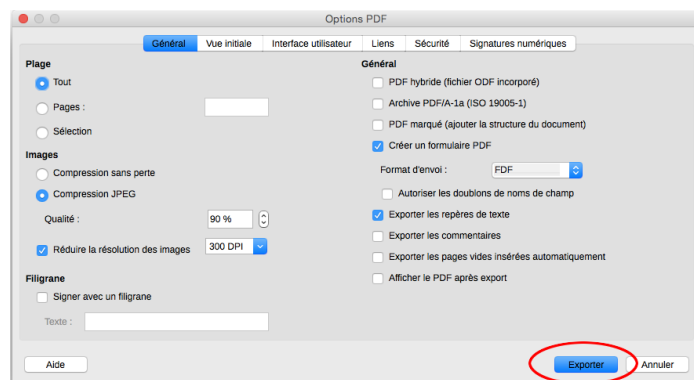 Options PDF
Général Vue initiale Interface utilisateur Liens Sécurité Signatures numériques
Plage
Tout
Pages :
Sélection
Images
Compression sans perte
Compression JPEG
Qualité : 90 %
Réduire la résolution des images 300 DPI
Filigrane
Signer avec un filigrane
Texte :
Général
PDF hybride (fichier ODF incorporé)
Archive PDF/A-1a (ISO 19005-1)
PDF marqué (ajouter la structure du document)
Créer un formulaire PDF
Format d'envoi : FDF
Autoriser les doublons de noms de champ
Exporter les repères de texte
Exporter les commentaires
Exporter les pages vides insérées automatiquement
Afficher le PDF après export
Aide Exporter Annuler